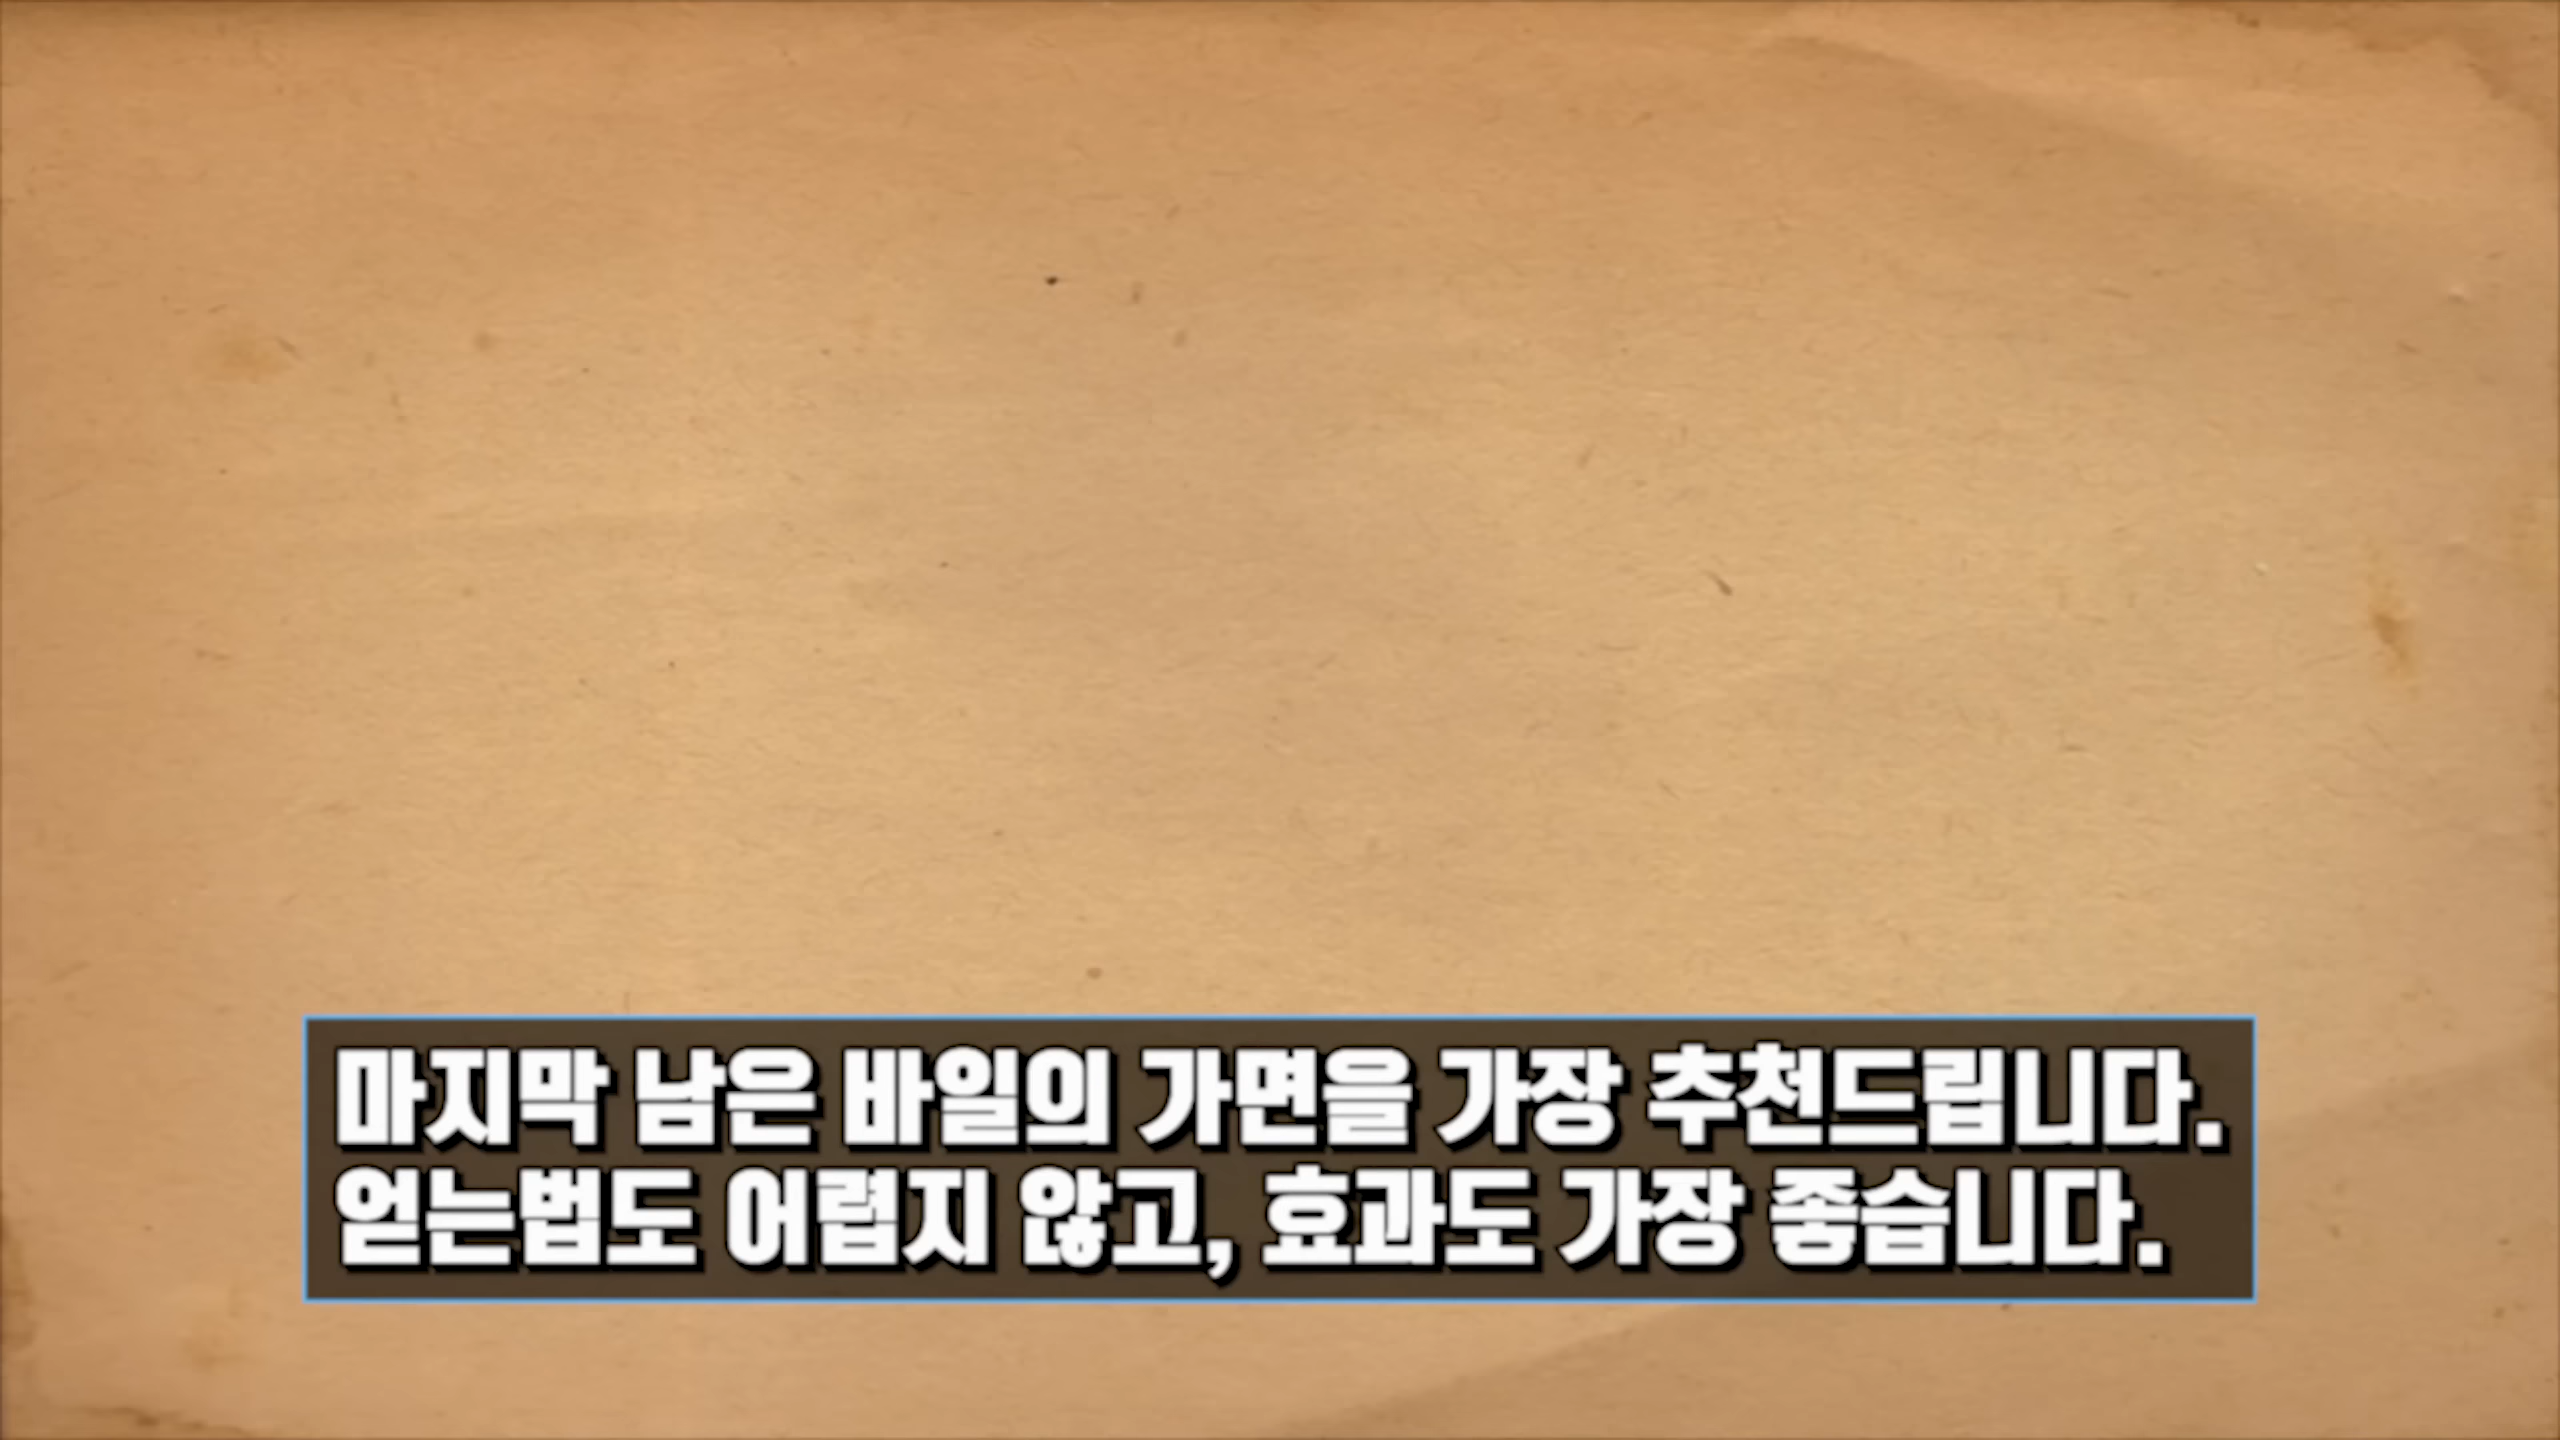 마지막 남은 바일의 가면을 가장 추천드립니다.
얻는법도 어렵지 않고, 효과도 가장 좋습니다.